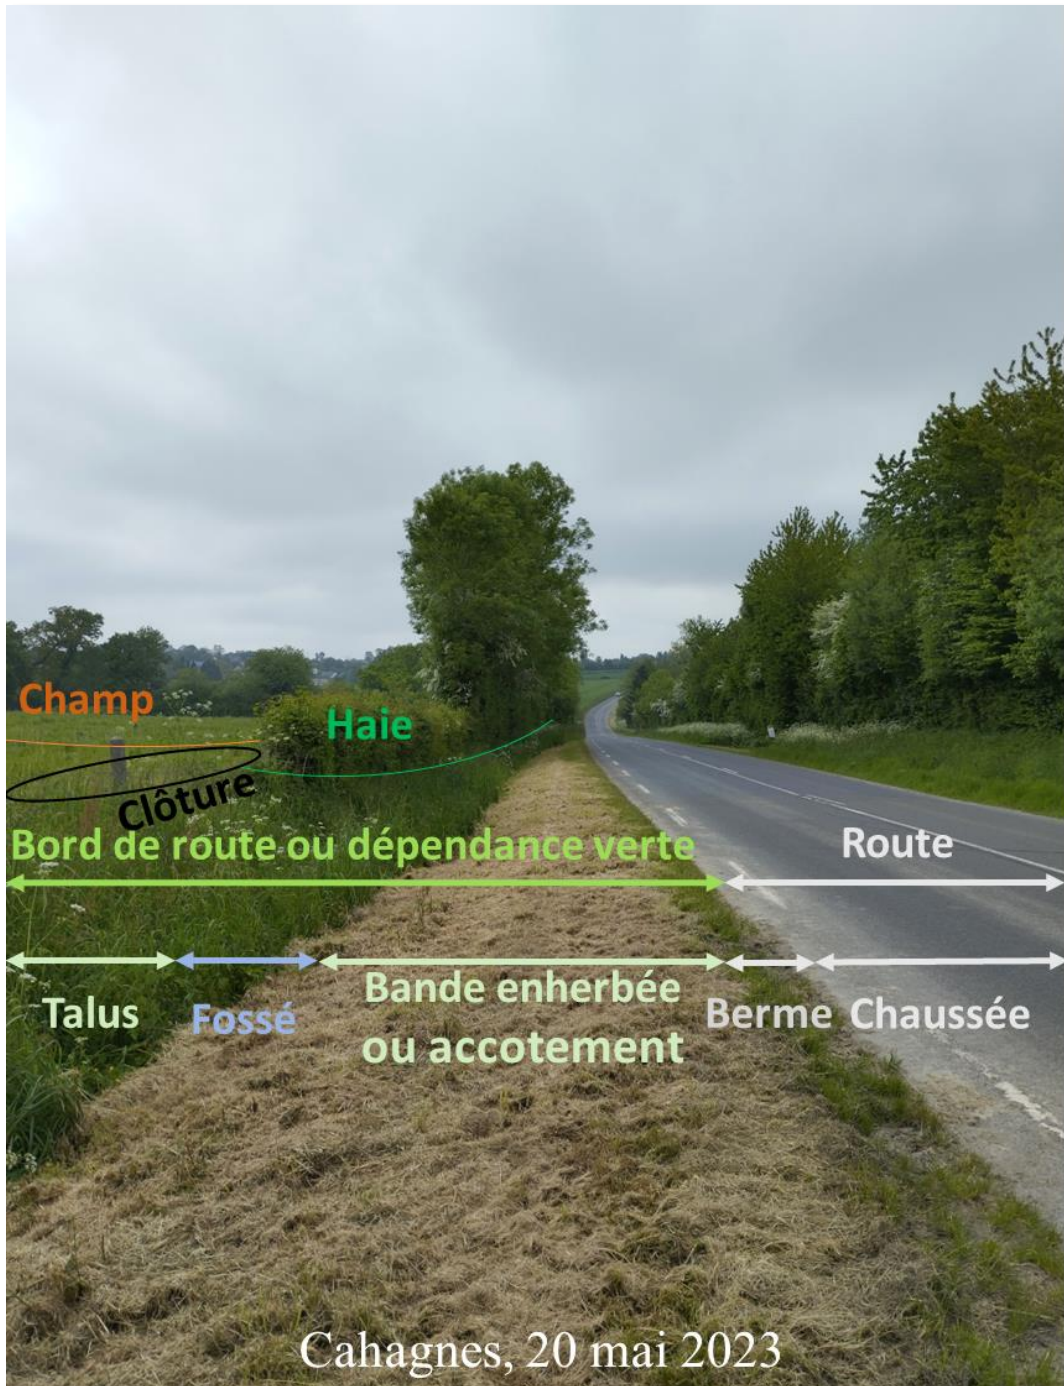 Champ
Haie
Clôture
Bord de route ou dépendance verte
Route
Talus
Fossé
Bande enherbée
ou accotement
Berme
Chaussée
Cahagnes, 20 mai 2023